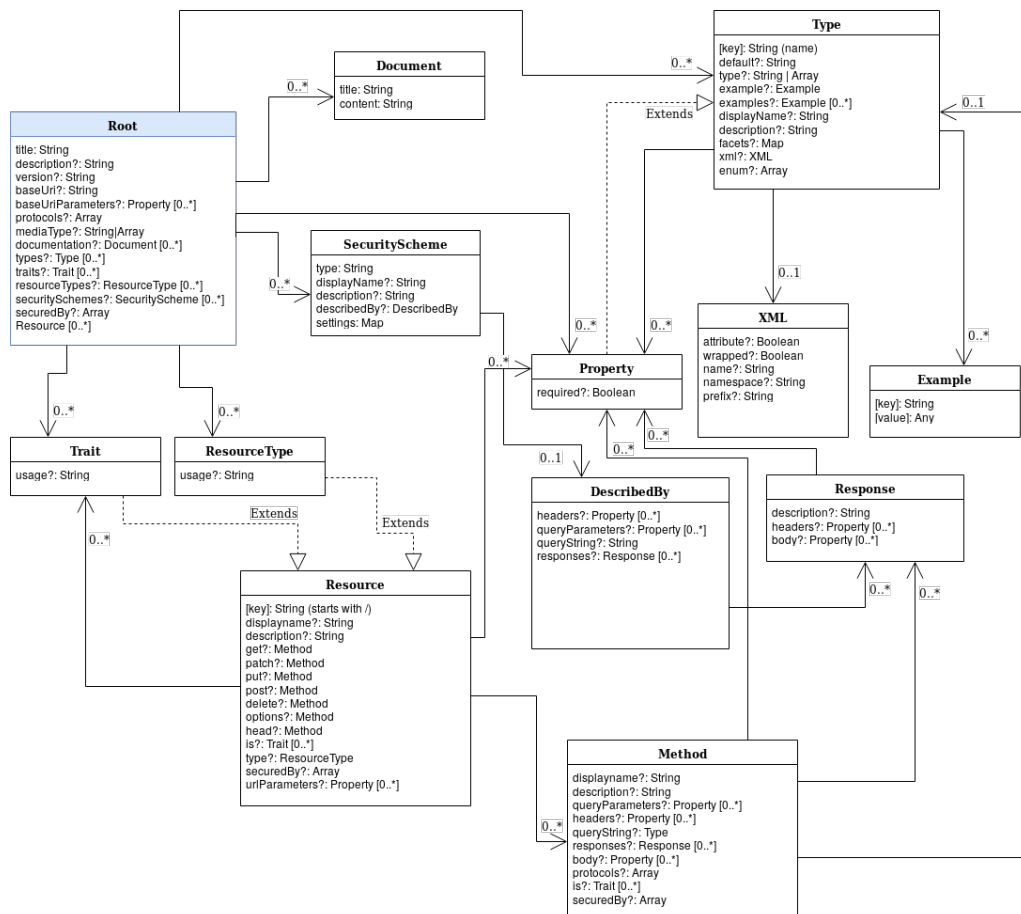 Type
[key]: String (name)
default?: String
type?: String | Array
example?: Example
examples?: Example [0..*]
displayName?: String
description?: String
facets?: Map
xml?: XML
enum?: Array
0..*
Extends
0..1
Document
title: String
content: String
0..*
Root
title: String
description?: String
version?: String
baseUri?: String
baseUriParameters?: Property [0..*]
protocols?: Array
mediaType?: String|Array
documentation?: Document [0..*]
types?: Type [0..*]
traits?: Trait [0..*]
resourceTypes?: ResourceType [0..*]
securitySchemes?: SecurityScheme [0..*]
securedBy?: Array
Resource [0..*]
SecurityScheme
type: String
displayName?: String
description?: String
describedBy?: DescribedBy
settings: Map
0..*
0..1
XML
attribute?: Boolean
wrapped?: Boolean
name?: String
namespace?: String
prefix?: String
0..*
0..*
0..*
0..*
Property
required?: Boolean
Example
[key]: String
[value]: Any
0..*
0..*
Trait
usage?: String
ResourceType
usage?: String
0..*
0..*
0..1
DescribedBy
headers?: Property [0..*]
queryParameters?: Property [0..*]
queryString?: String
responses?: Response [0..*]
Response
description?: String
headers?: Property [0..*]
body?: Property [0..*]
Extends
Extends
0..*
Resource
[key]: String (starts with /)
displayname?: String
description?: String
get?: Method
patch?: Method
put?: Method
post?: Method
delete?: Method
options?: Method
head?: Method
is?: Trait [0..*]
type?: ResourceType
securedBy?: Array
urlParameters?: Property [0..*]
0..*
0..*
0..*
Method
displayname?: String
description?: String
queryParameters?: Property [0..*]
headers?: Property [0..*]
queryString?: Type
responses?: Response [0..*]
body?: Property [0..*]
protocols?: Array
is?: Trait [0..*]
securedBy?: Array